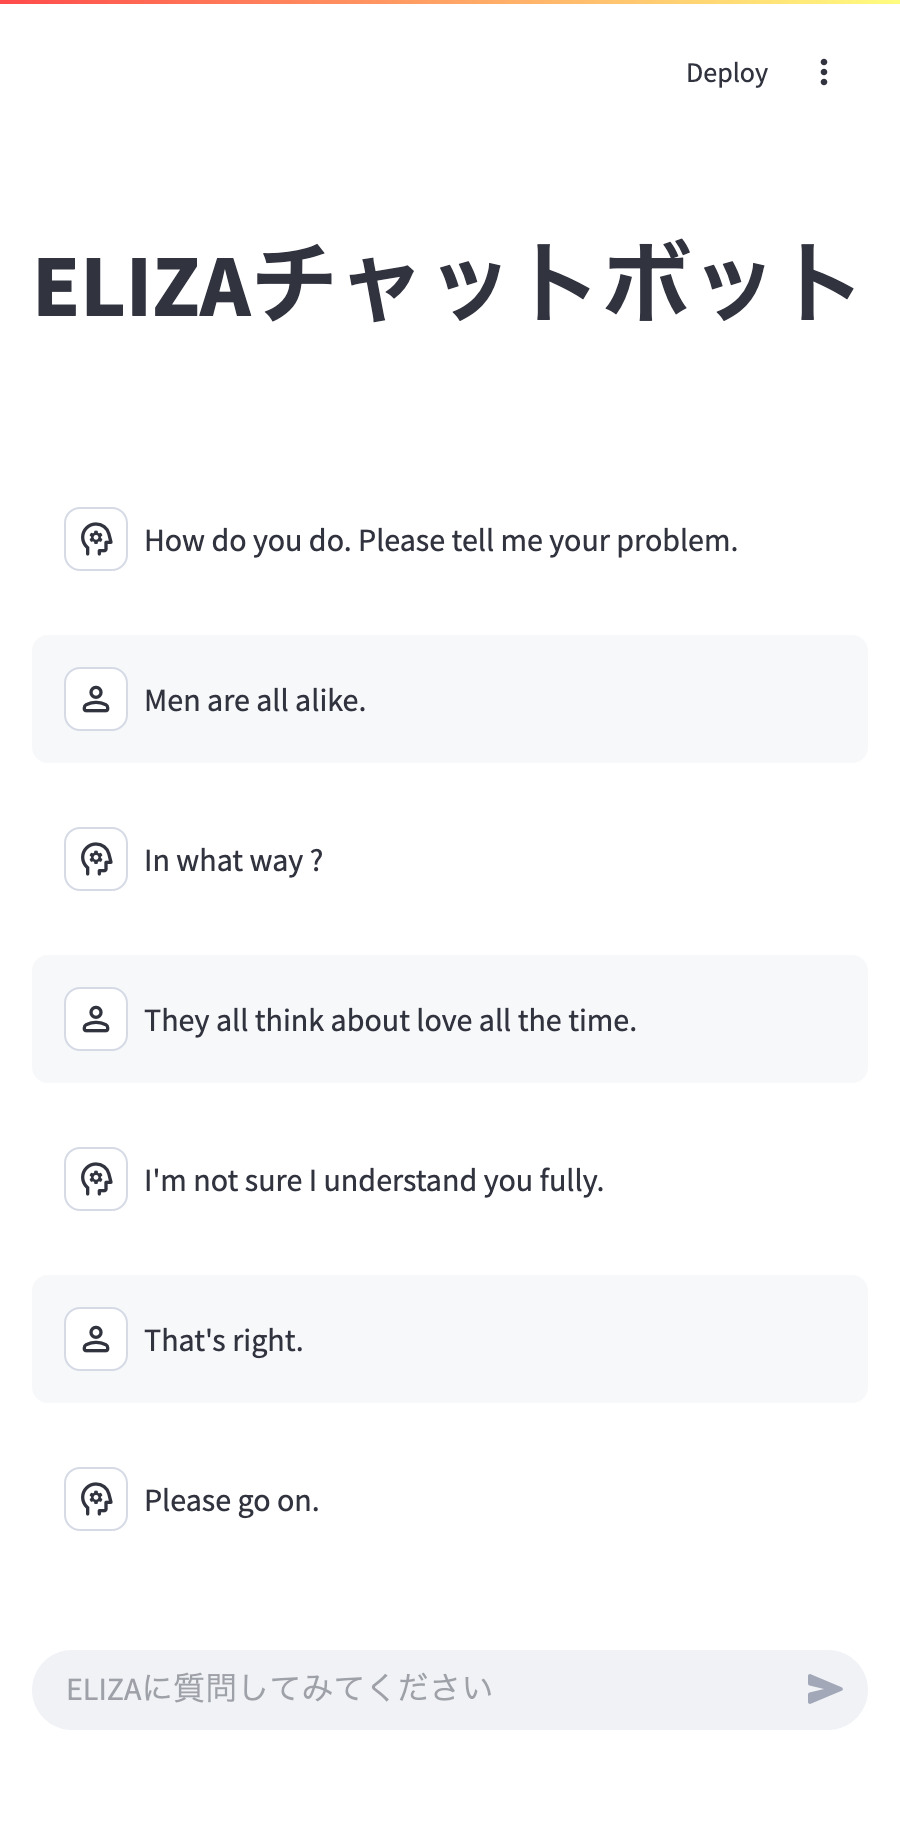 Deploy
ELIZAチャットボット
How do you do. Please tell me your problem.
Men are all alike.
In what way ?
They all think about love all the time.
I'm not sure I understand you fully.
That's right.
Please go on.
ELIZAに質問してみてください